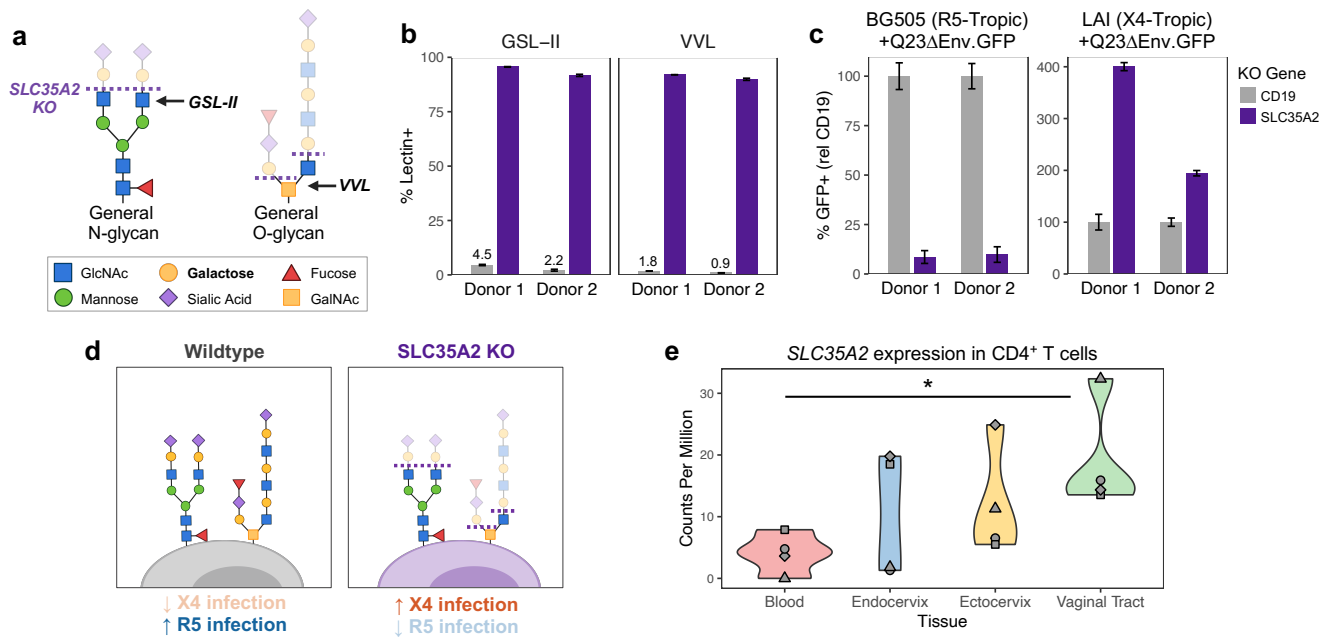 a
SLC35A2
KO
GSL-II
VVL
General
N-glycan
General
O-glycan
GlcNAc
Galactose
Fucose
Mannose
Sialic Acid
GalNAc
b
GSL–II
VVL
% Lectin+
100
75
50
25
0
4.5
2.2
1.8
0.9
Donor 1
Donor 2
Donor 1
Donor 2
c
BG505 (R5-Tropic)
+Q23ΔEnv.GFP
LAI (X4-Tropic)
+Q23ΔEnv.GFP
% GFP+ (rel CD19)
100
75
50
25
0
400
300
200
100
0
Donor 1
Donor 2
Donor 1
Donor 2
KO Gene
CD19
SLC35A2
d
Wildtype
SLC35A2 KO
↓ X4 infection
↑ R5 infection
↑ X4 infection
↓ R5 infection
e
SLC35A2 expression in CD4+ T cells
*
Counts Per Million
30
20
10
0
Blood
Endocervix
Ectocervix
Vaginal Tract
Tissue